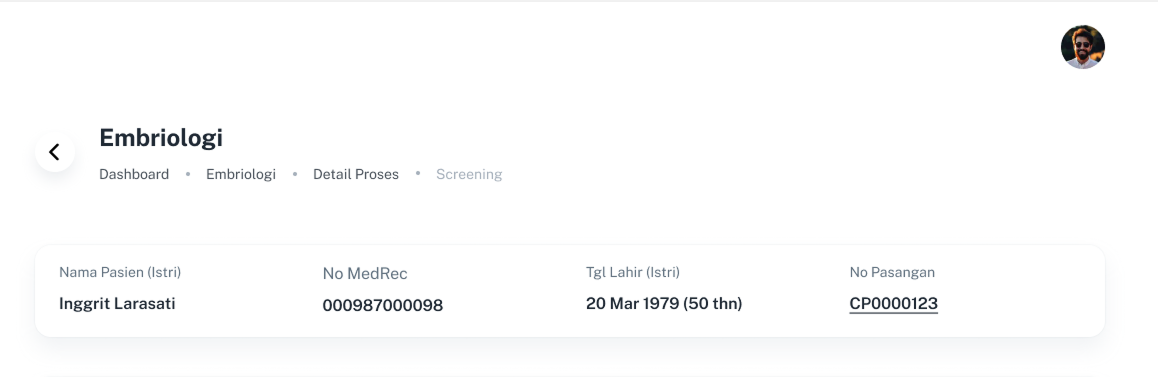 Embriologi
Dashboard • Embriologi • Detail Proses • Screening
Nama Pasien (Istri) No MedRec Tgl Lahir (Istri) No Pasangan
Inggrit Larasati 000987000098 20 Mar 1979 (50 thn) CP0000123